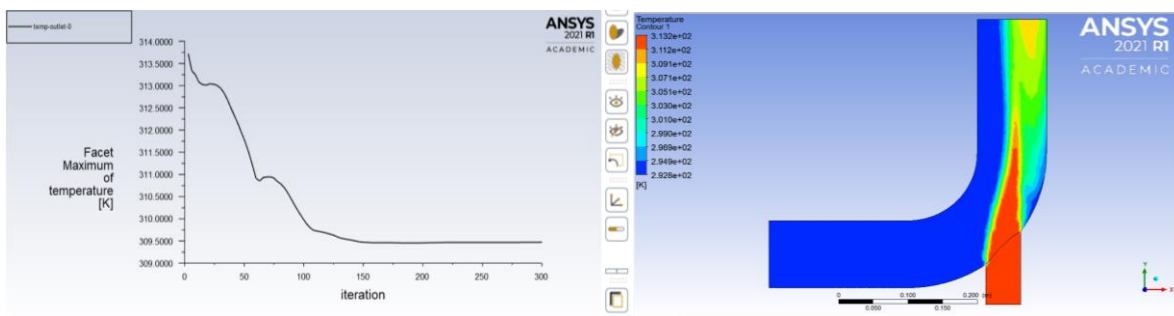 temp-outlet-0
ANSYS
2021 R1
ACADEMIC
314.0000
313.5000
313.0000
312.5000
312.0000
311.5000
311.0000
310.5000
310.0000
309.5000
309.0000
Facet
Maximum
of
temperature
[K]
0 50 100 150 200 250 300
iteration
Temperature
Contour 1
3.132e+02
3.112e+02
3.091e+02
3.071e+02
3.051e+02
3.030e+02
3.010e+02
2.990e+02
2.969e+02
2.949e+02
2.928e+02
[K]
ANSYS
2021 R1
ACADEMIC
0 0.100 0.200 (m)
0.050 0.150
Y
X